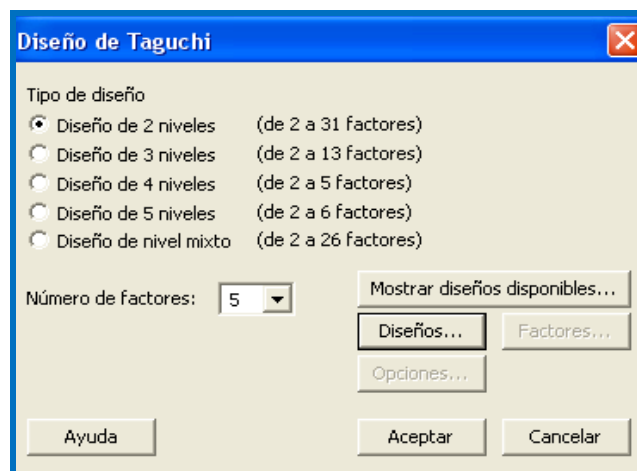 Diseño de Taguchi
Tipo de diseño
Diseño de 2 niveles (de 2 a 31 factores)
Diseño de 3 niveles (de 2 a 13 factores)
Diseño de 4 niveles (de 2 a 5 factores)
Diseño de 5 niveles (de 2 a 6 factores)
Diseño de nivel mixto (de 2 a 26 factores)
Número de factores: 5 Mostrar diseños disponibles...
Diseños... Factores...
Opciones...
Ayuda Aceptar Cancelar